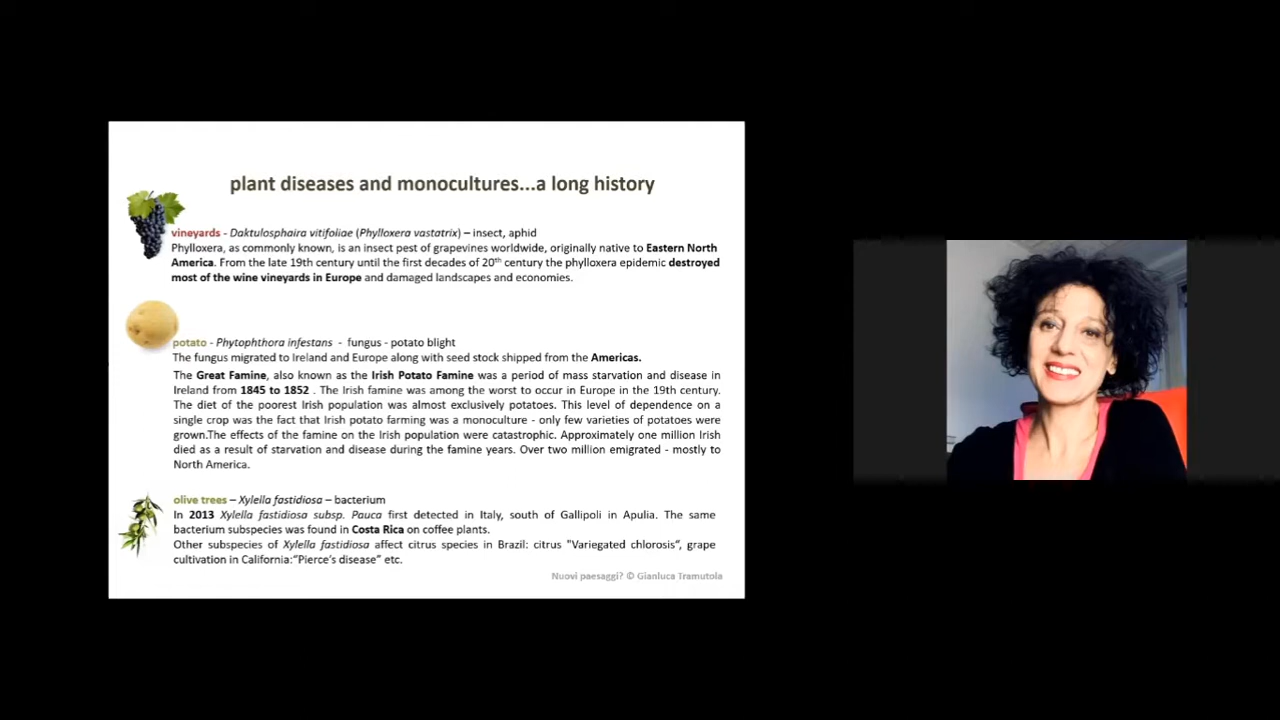 plant diseases and monocultures...a long history
vineyards - Daktulosphaira vitifoliae (Phylloxera vastatrix) – insect, aphid
Phylloxera, as commonly known, is an insect pest of grapevines worldwide, originally native to Eastern North
America. From the late 19th century until the first decades of 20th century the phylloxera epidemic destroyed
most of the wine vineyards in Europe and damaged landscapes and economies.
potato - Phytophthora infestans - fungus - potato blight
The fungus migrated to Ireland and Europe along with seed stock shipped from the Americas.
The Great Famine, also known as the Irish Potato Famine was a period of mass starvation and disease in
Ireland from 1845 to 1852 . The Irish famine was among the worst to occur in Europe in the 19th century.
The diet of the poorest Irish population was almost exclusively potatoes. This level of dependence on a
single crop was the fact that Irish potato farming was a monoculture - only few varieties of potatoes were
grown.The effects of the famine on the Irish population were catastrophic. Approximately one million Irish
died as a result of starvation and disease during the famine years. Over two million emigrated - mostly to
North America.
olive trees – Xylella fastidiosa – bacterium
In 2013 Xylella fastidiosa subsp. Pauca first detected in Italy, south of Gallipoli in Apulia. The same
bacterium subspecies was found in Costa Rica on coffee plants.
Other subspecies of Xylella fastidiosa affect citrus species in Brazil: citrus "Variegated chlorosis“, grape
cultivation in California:“Pierce's disease” etc.
Nuovi paesaggi? © Gianluca Tramutola